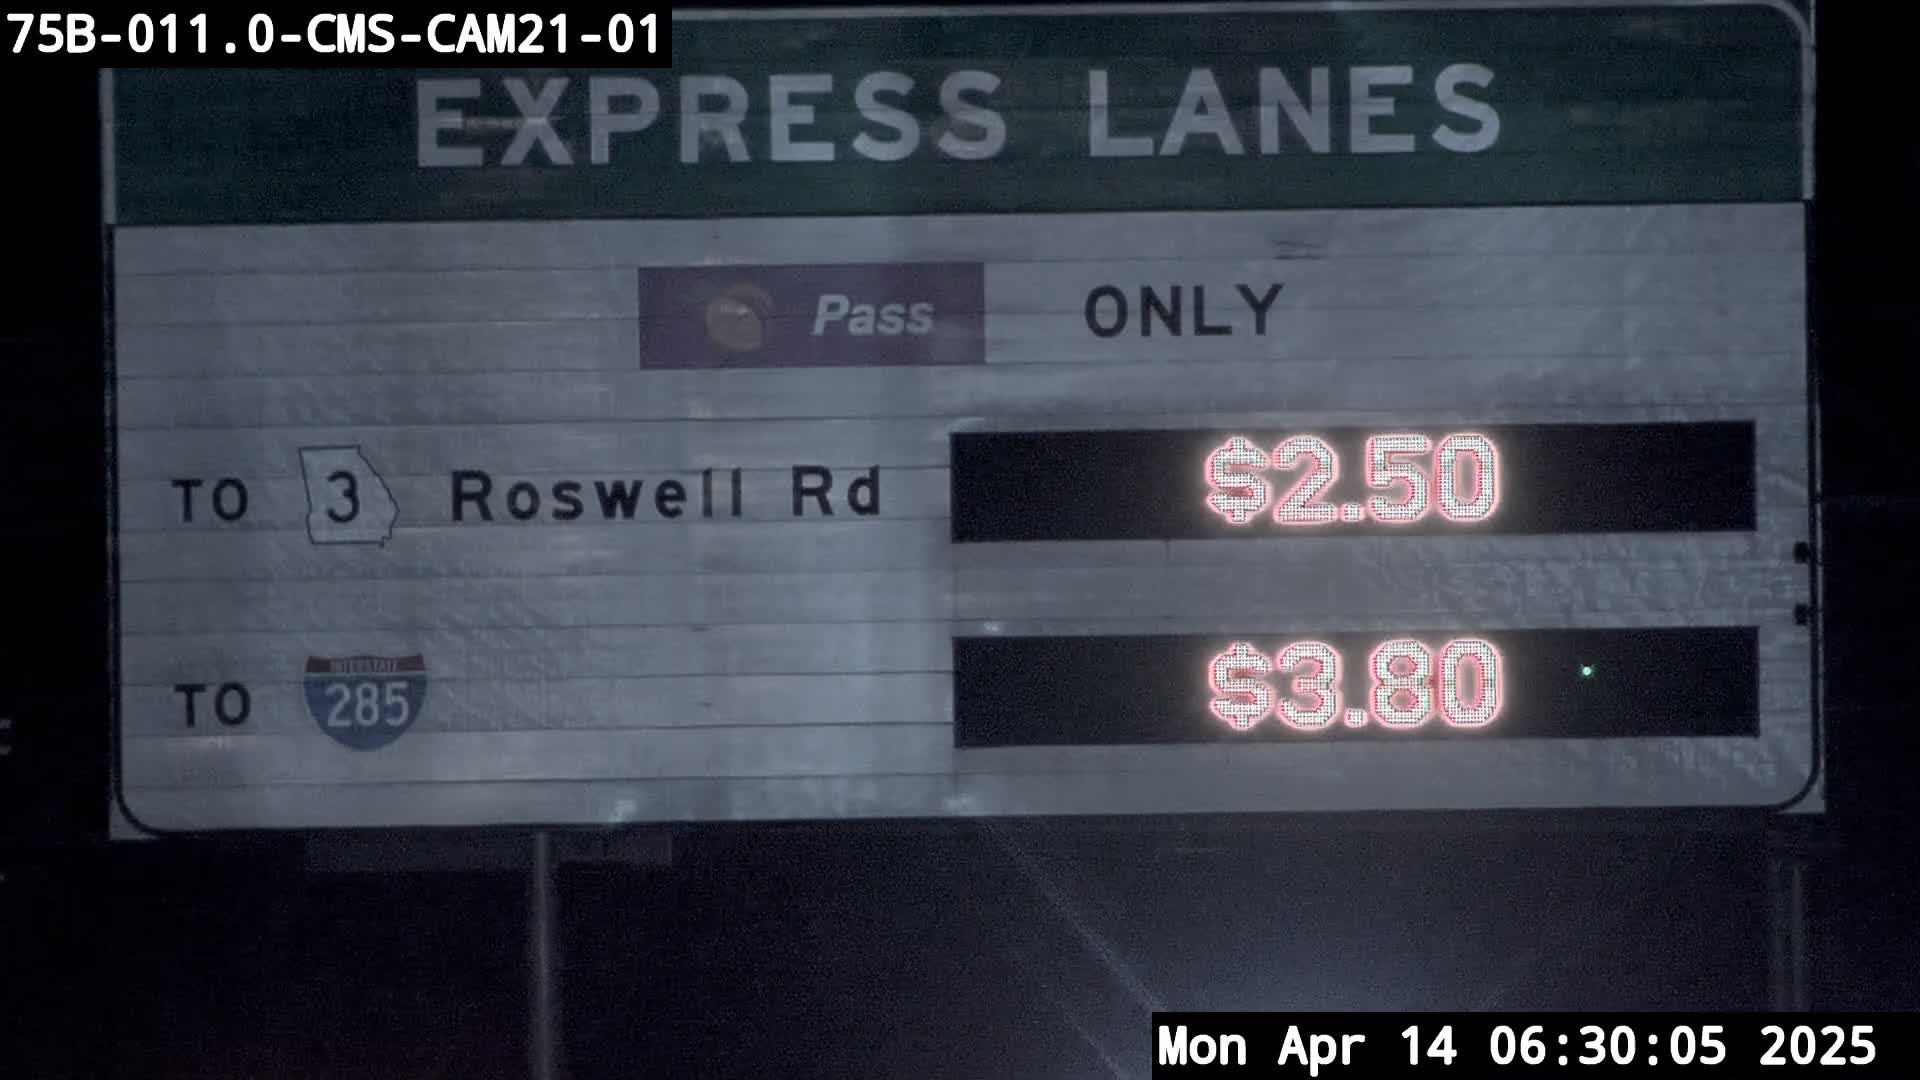 75B-011.0-CMS-CAM21-01
EXPRESS LANES
Pass ONLY
TO 3 Roswell Rd $2.50
TO INTERSTATE 285 $3.80
Mon Apr 14 06:30:05 2025